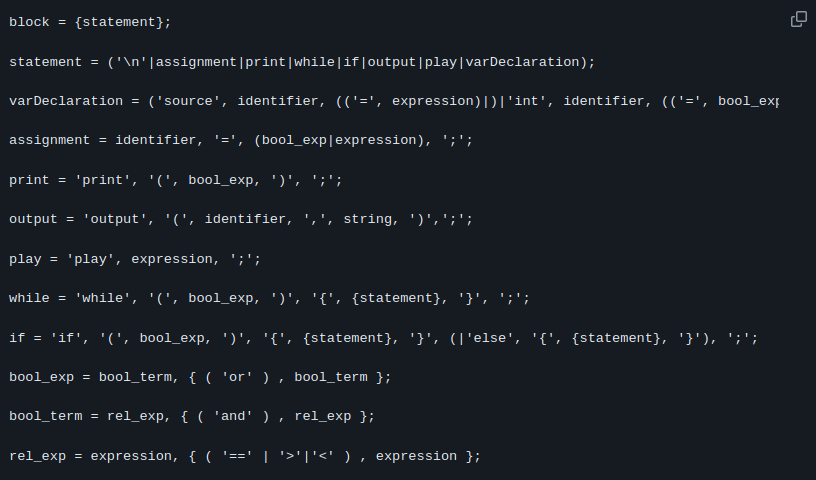 block = {statement};
statement = ('\n'|assignment|print|while|if|output|play|varDeclaration);
varDeclaration = ('source', identifier, (('=', expression)|)|'int', identifier, (('=', bool_exp
assignment = identifier, '=', (bool_exp|expression), ';';
print = 'print', '(', bool_exp, ')', ';';
output = 'output', '(', identifier, ',', string, ')',';';
play = 'play', expression, ';';
while = 'while', '(', bool_exp, ')', '{', {statement}, '}', ';';
if = 'if', '(', bool_exp, ')', '{', {statement}, '}', (|'else', '{', {statement}, '}'), ';';
bool_exp = bool_term, { ( 'or' ) , bool_term };
bool_term = rel_exp, { ( 'and' ) , rel_exp };
rel_exp = expression, { ( '==' | '>'|'<' ) , expression };